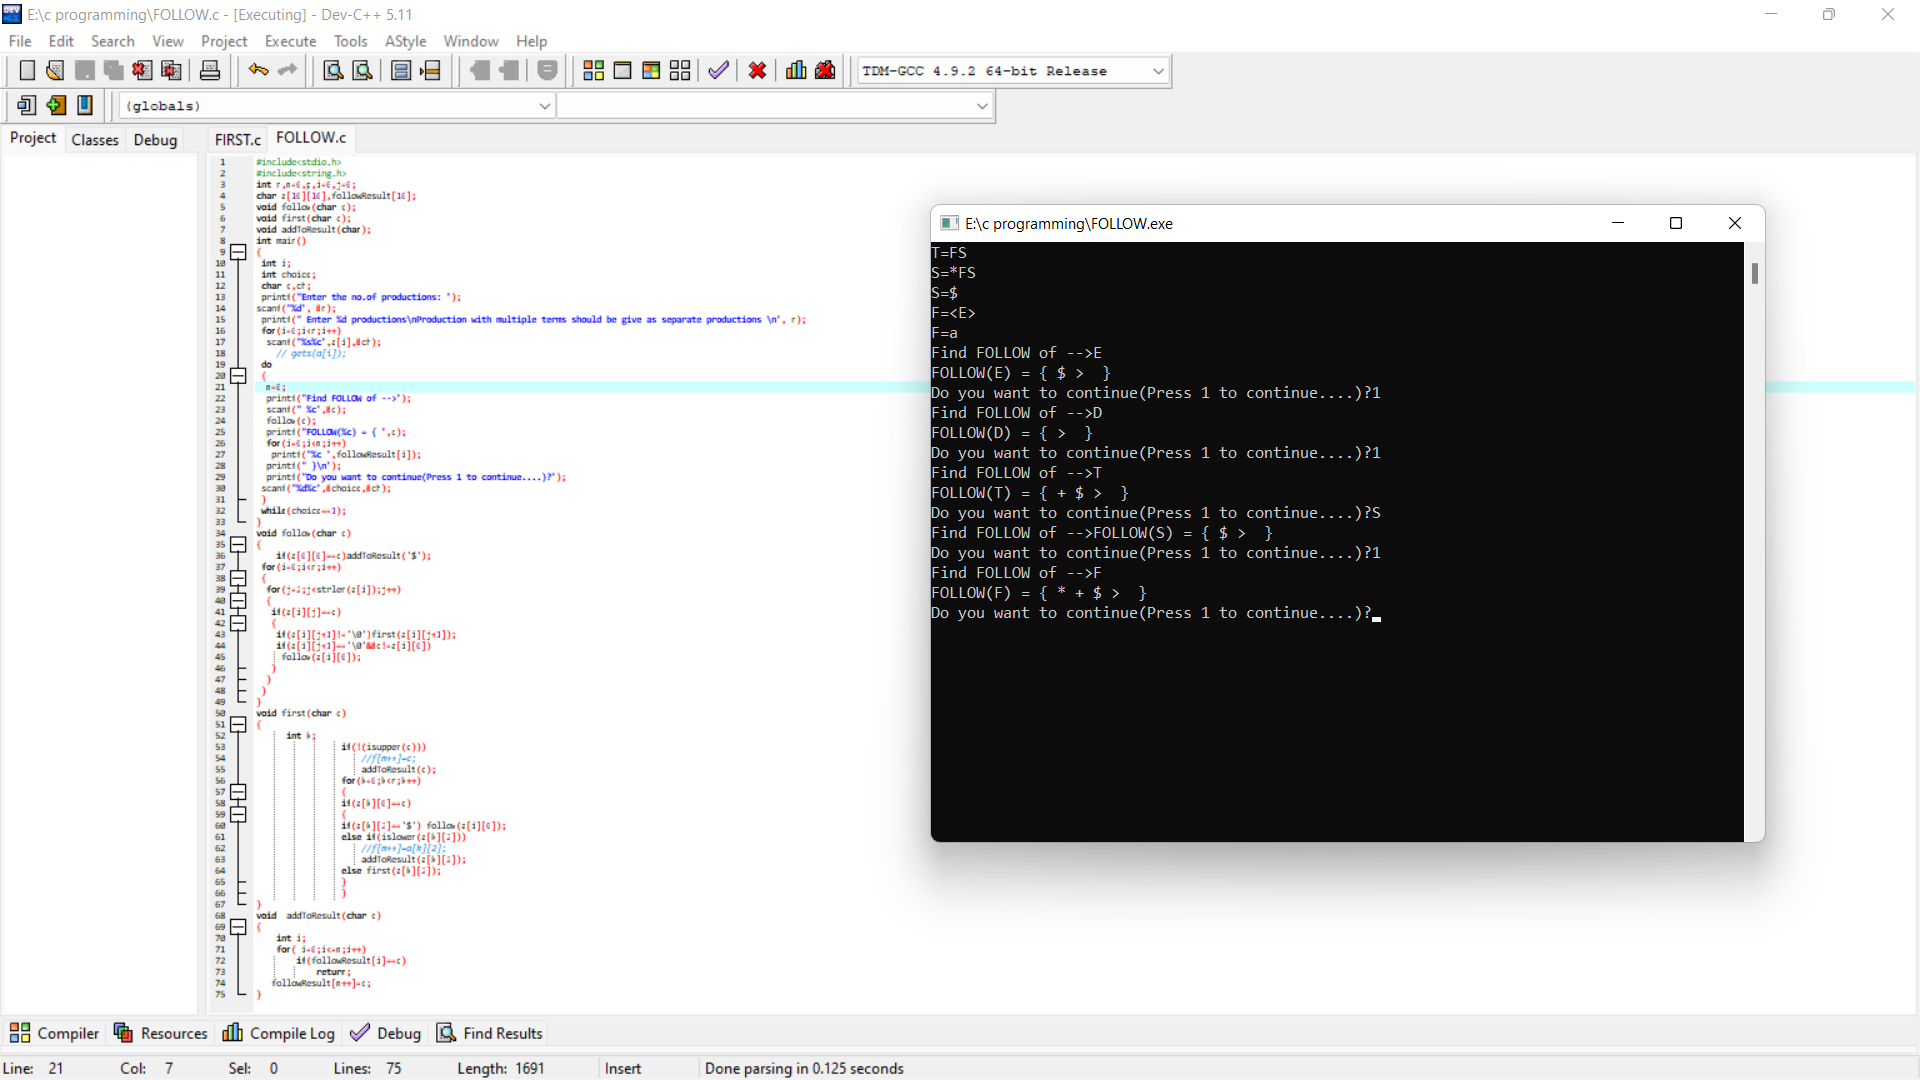 E:\c programming\FOLLOW.c - [Executing] - Dev-C++ 5.11
File Edit Search View Project Execute Tools AStyle Window Help
TDM-GCC 4.9.2 64-bit Release
(globals)
Project Classes Debug FIRST.c FOLLOW.c
1 #include<stdio.h>
2 #include<string.h>
3 int r,n=0,p,i=0,j=0;
4 char a[10][10],followResult[10];
5 void follow(char c);
6 void first(char c);
7 void addToResult(char);
8 int main()
9 {
10 int i;
11 int choice;
12 char c,ch;
13 printf("Enter the no.of productions: ");
14 scanf("%d", &r);
15 printf(" Enter %d productions\nProduction with multiple terms should be give as separate productions \n", r);
16 for(i=0;i<r;i++)
17 scanf("%s%c",a[i],&ch);
18 // gets(a[i]);
19 do
20 {
21 m=0;
22 printf("Find FOLLOW of -->");
23 scanf(" %c",&c);
24 follow(c);
25 printf("FOLLOW(%c) = { ",c);
26 for(i=0;i<m;i++)
27 printf("%c ",followResult[i]);
28 printf(" }\n");
29 printf("Do you want to continue(Press 1 to continue....)?");
30 scanf("%d%c",&choice,&ch);
31 }
32 while(choice==1);
33 }
34 void follow(char c)
35 {
36 if(a[0][0]==c)addToResult('$');
37 for(i=0;i<r;i++)
38 {
39 for(j=2;j<strlen(a[i]);j++)
40 {
41 if(a[i][j]==c)
42 {
43 if(a[i][j+1]!='\0')first(a[i][j+1]);
44 if(a[i][j+1]=='\0'&&c!=a[i][0])
45 follow(a[i][0]);
46 }
47 }
48 }
49 }
50 void first(char c)
51 {
52 int k;
53 if(!(isupper(c)))
54 //f[m++]=c;
55 addToResult(c);
56 for(k=0;k<r;k++)
57 {
58 if(a[k][0]==c)
59 {
60 if(a[k][2]=='$') follow(a[i][0]);
61 else if(islower(a[k][2]))
62 //f[m++]=a[k][2];
63 addToResult(a[k][2]);
64 else first(a[k][2]);
65 }
66 }
67 }
68 void addToResult(char c)
69 {
70 int i;
71 for( i=0;i<=m;i++)
72 if(followResult[i]==c)
73 return;
74 followResult[m++]=c;
75 }
E:\c programming\FOLLOW.exe
T=FS
S=*FS
S=$
F=<E>
F=a
Find FOLLOW of -->E
FOLLOW(E) = { $ >  }
Do you want to continue(Press 1 to continue....)?1
Find FOLLOW of -->D
FOLLOW(D) = { >  }
Do you want to continue(Press 1 to continue....)?1
Find FOLLOW of -->T
FOLLOW(T) = { + $ >  }
Do you want to continue(Press 1 to continue....)?S
Find FOLLOW of -->FOLLOW(S) = { $ >  }
Do you want to continue(Press 1 to continue....)?1
Find FOLLOW of -->F
FOLLOW(F) = { * + $ >  }
Do you want to continue(Press 1 to continue....)?
Compiler Resources Compile Log Debug Find Results
Line: 21 Col: 7 Sel: 0 Lines: 75 Length: 1691 Insert Done parsing in 0.125 seconds